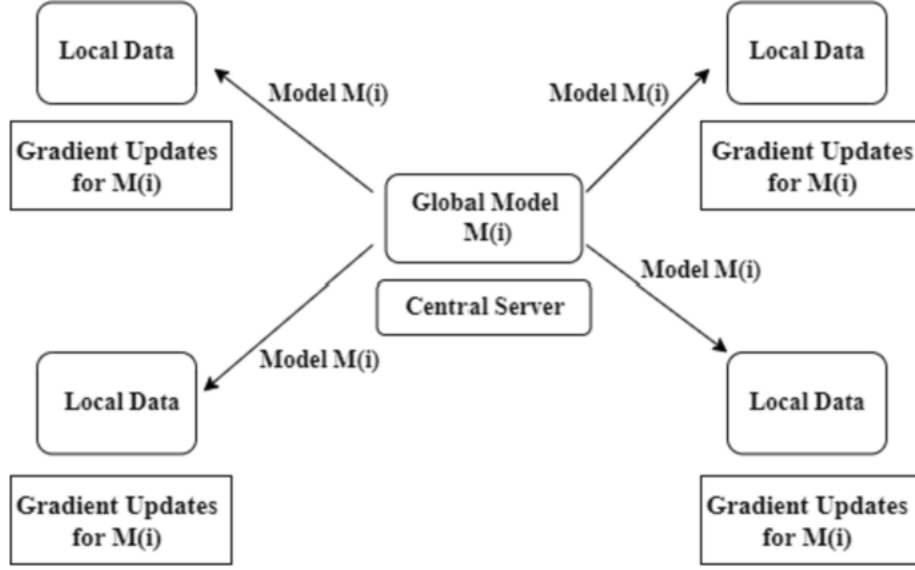 Local Data
Model M(i)
Model M(i)
Local Data
Gradient Updates
for M(i)
Global Model
M(i)
Gradient Updates
for M(i)
Central Server
Model M(i)
Model M(i)
Local Data
Local Data
Gradient Updates
for M(i)
Gradient Updates
for M(i)